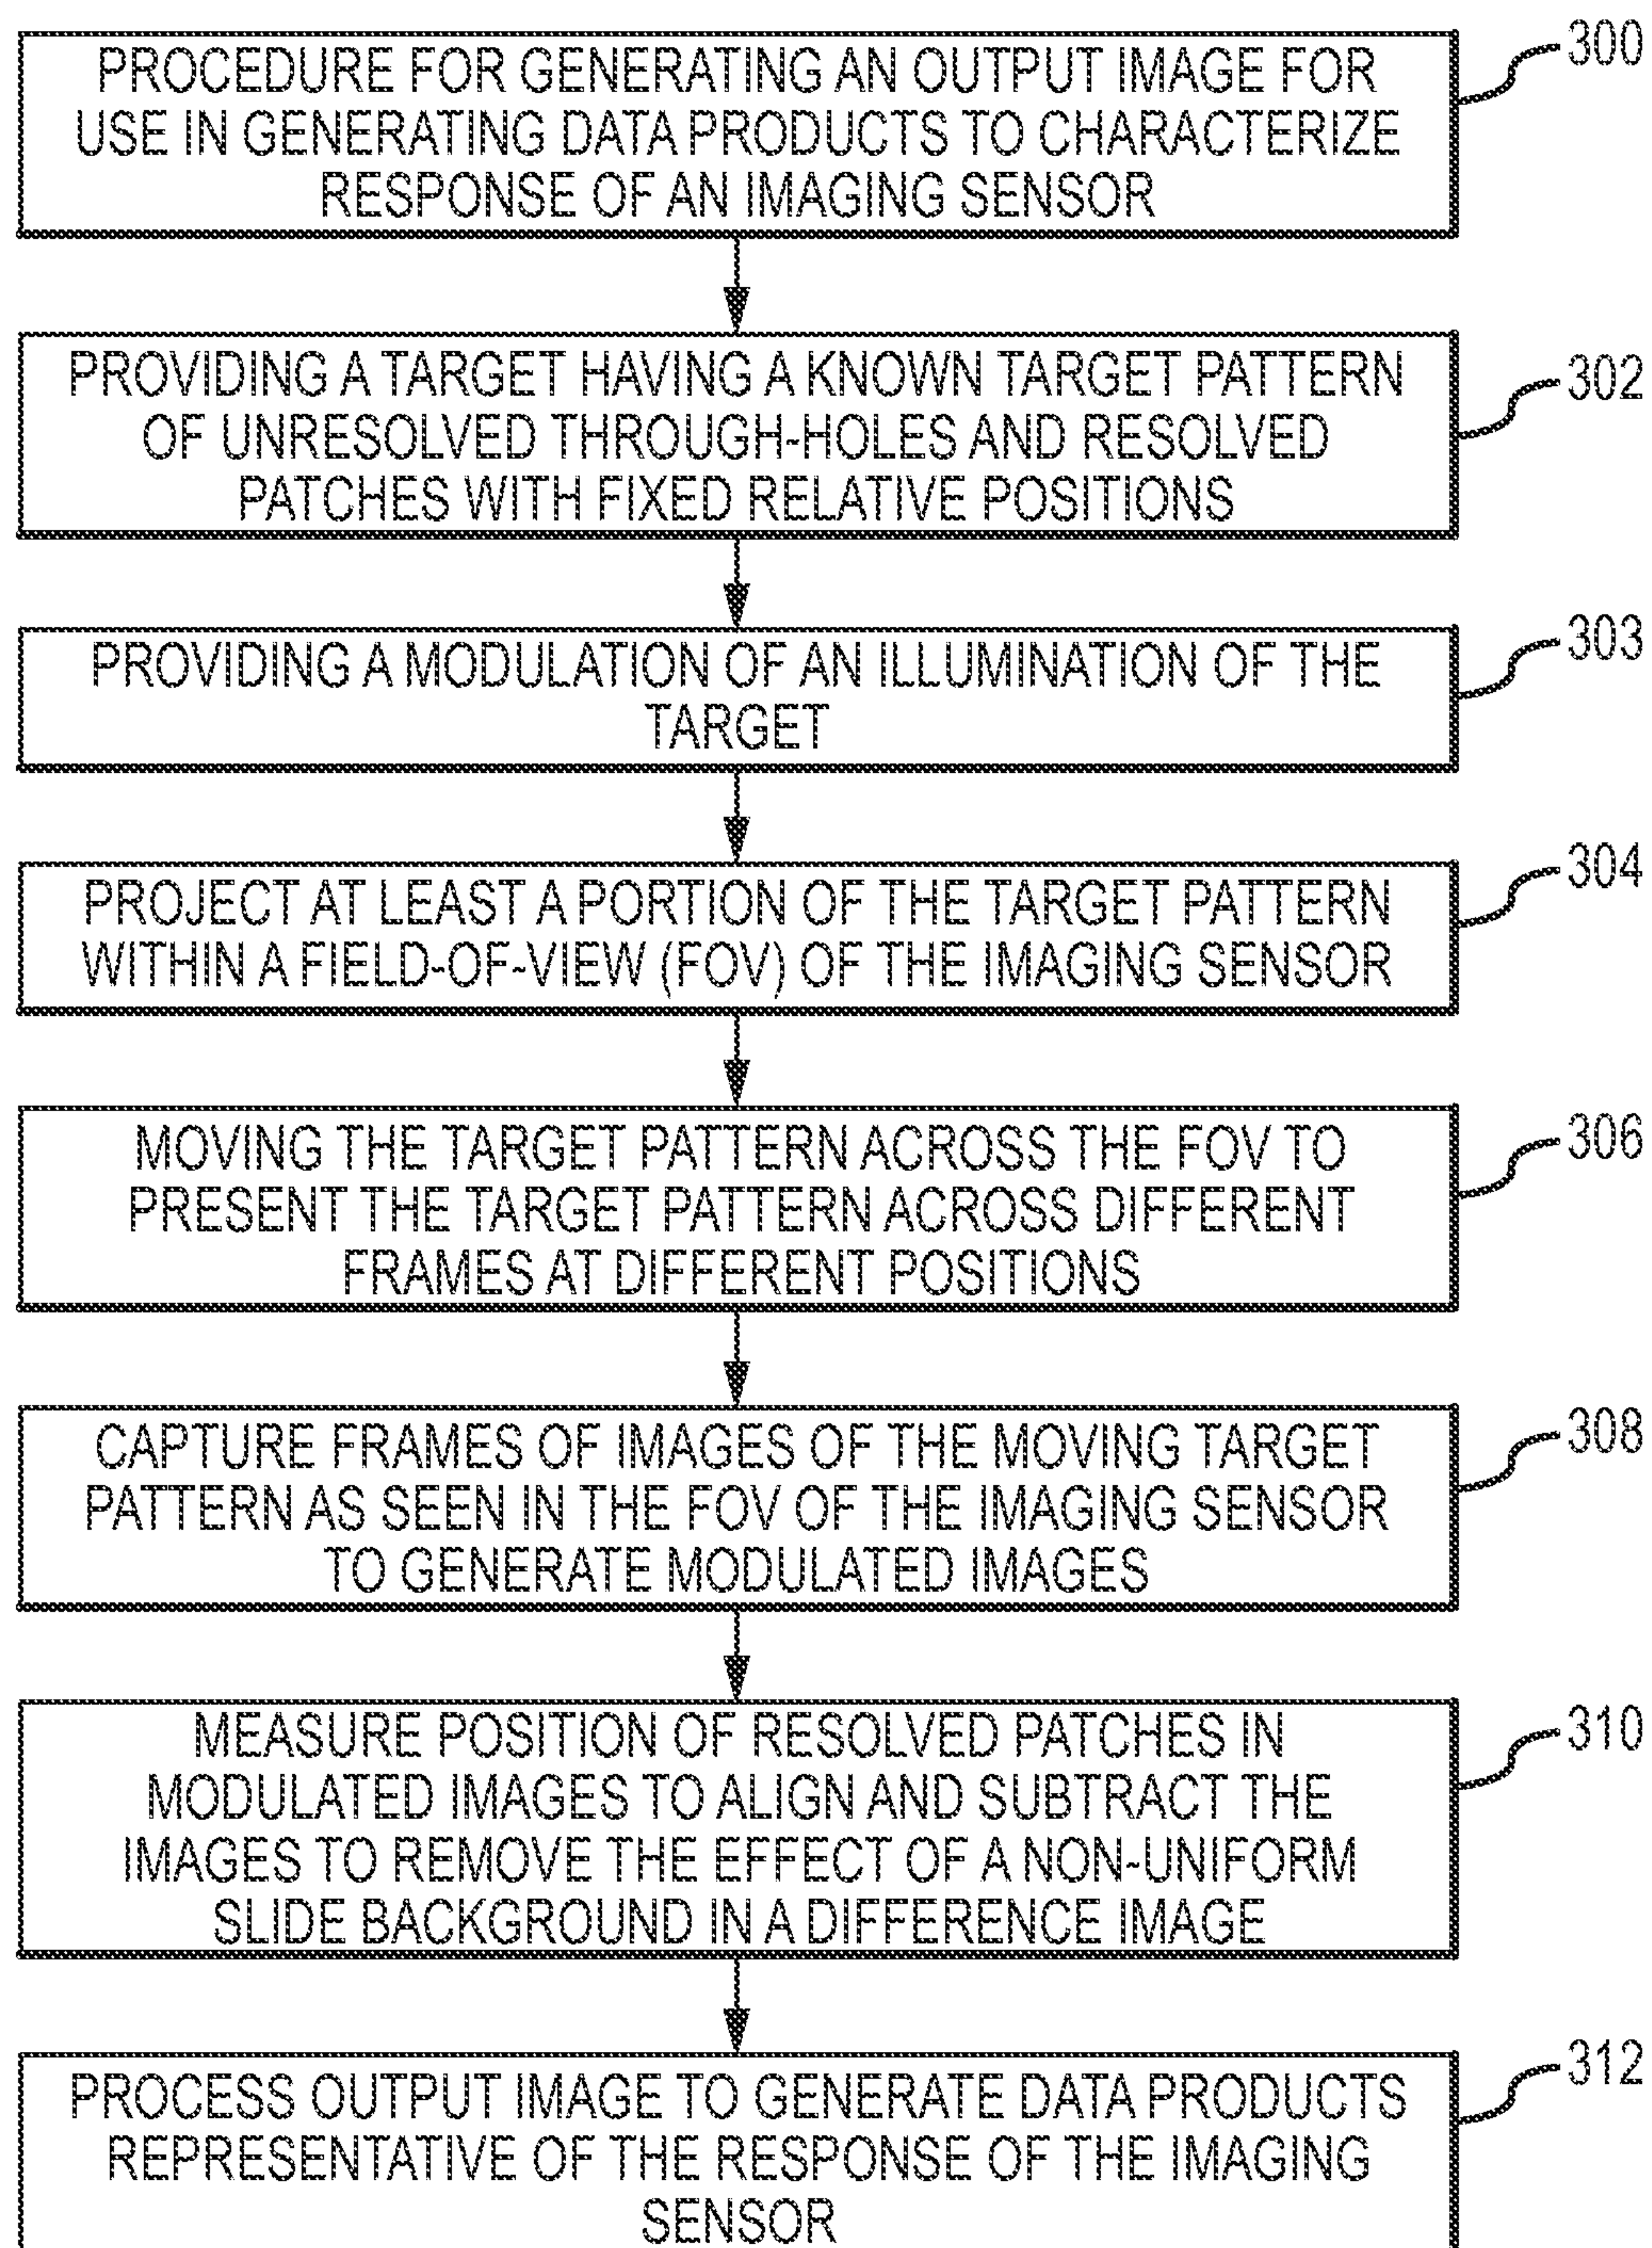 PROCEDURE FOR GENERATING AN OUTPUT IMAGE FOR
USE IN GENERATING DATA PRODUCTS TO CHARACTERIZE
RESPONSE OF AN IMAGING SENSOR
300
PROVIDING A TARGET HAVING A KNOWN TARGET PATTERN
OF UNRESOLVED THROUGH-HOLES AND RESOLVED
PATCHES WITH FIXED RELATIVE POSITIONS
302
PROVIDING A MODULATION OF AN ILLUMINATION OF THE
TARGET
303
PROJECT AT LEAST A PORTION OF THE TARGET PATTERN
WITHIN A FIELD-OF-VIEW (FOV) OF THE IMAGING SENSOR
304
MOVING THE TARGET PATTERN ACROSS THE FOV TO
PRESENT THE TARGET PATTERN ACROSS DIFFERENT
FRAMES AT DIFFERENT POSITIONS
306
CAPTURE FRAMES OF IMAGES OF THE MOVING TARGET
PATTERN AS SEEN IN THE FOV OF THE IMAGING SENSOR
TO GENERATE MODULATED IMAGES
308
MEASURE POSITION OF RESOLVED PATCHES IN
MODULATED IMAGES TO ALIGN AND SUBTRACT THE
IMAGES TO REMOVE THE EFFECT OF A NON-UNIFORM
SLIDE BACKGROUND IN A DIFFERENCE IMAGE
310
PROCESS OUTPUT IMAGE TO GENERATE DATA PRODUCTS
REPRESENTATIVE OF THE RESPONSE OF THE IMAGING
SENSOR
312